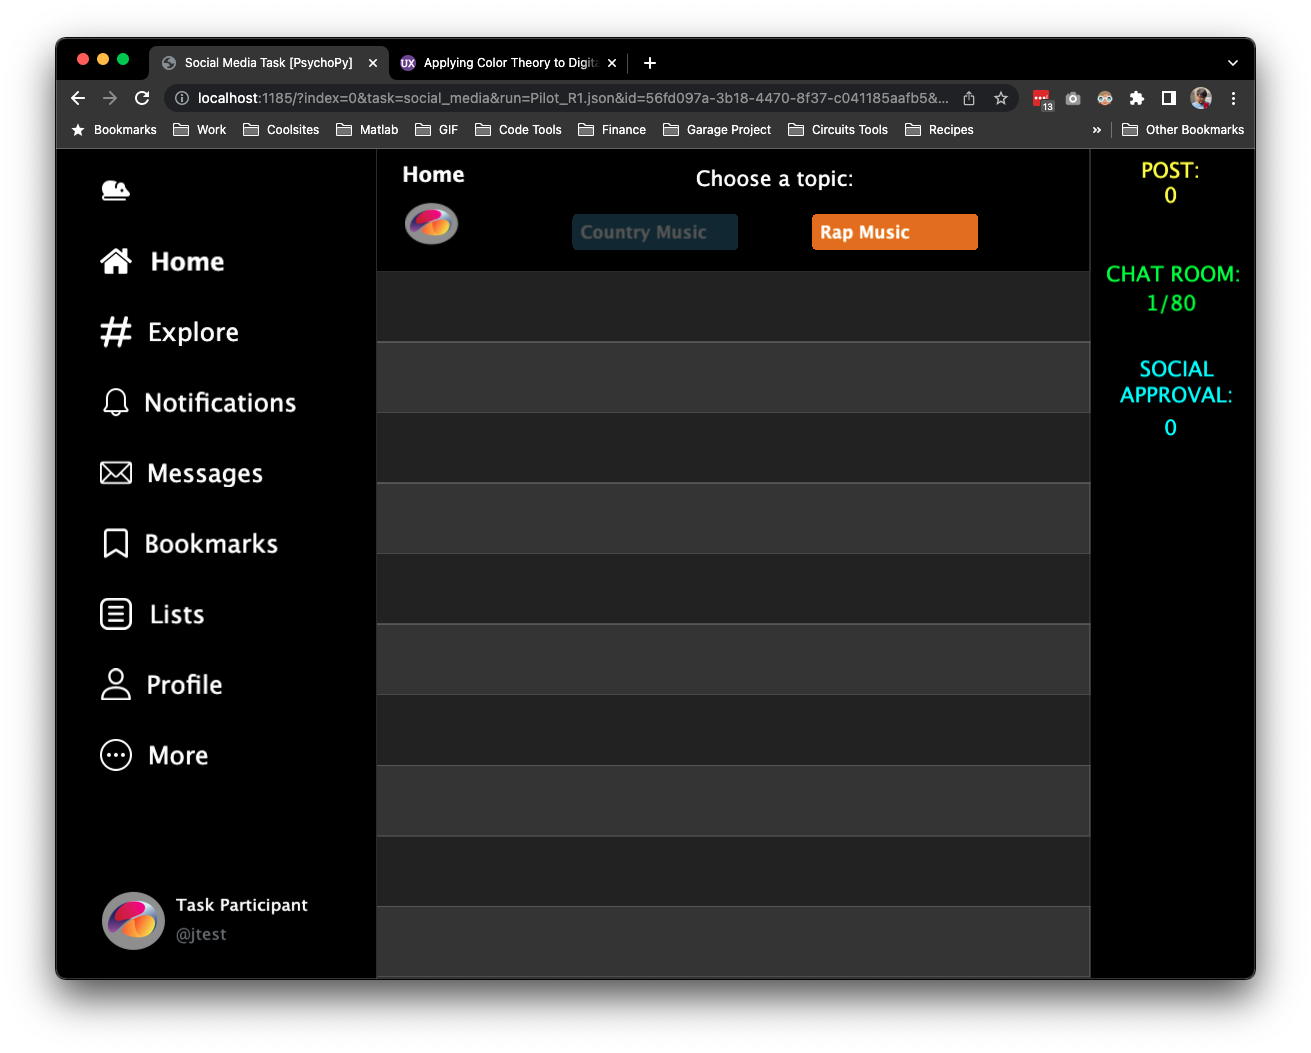 Social Media Task [PsychoPy]
UX Applying Color Theory to Digita
localhost:1185/?index=0&task=social_media&run=Pilot_R1.json&id=56fd097a-3b18-4470-8f37-c041185aafb5&...
13
Bookmarks Work Coolsites Matlab GIF Code Tools Finance Garage Project Circuits Tools Recipes » Other Bookmarks
Home
Explore
Notifications
Messages
Bookmarks
Lists
Profile
More
Task Participant
@jtest
Home
Choose a topic:
Country Music
Rap Music
POST:
0
CHAT ROOM:
1/80
SOCIAL
APPROVAL:
0